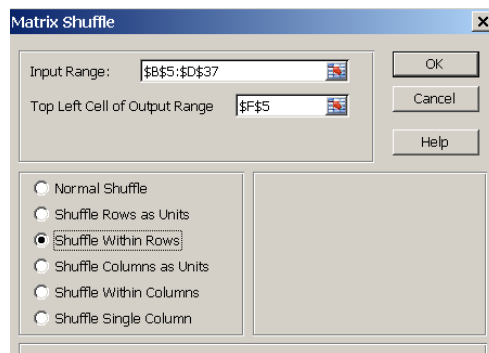 Matrix Shuffle
Input Range: $B$5:$D$37
OK
Top Left Cell of Output Range $F$5
Cancel
Help
Normal Shuffle
Shuffle Rows as Units
Shuffle Within Rows
Shuffle Columns as Units
Shuffle Within Columns
Shuffle Single Column